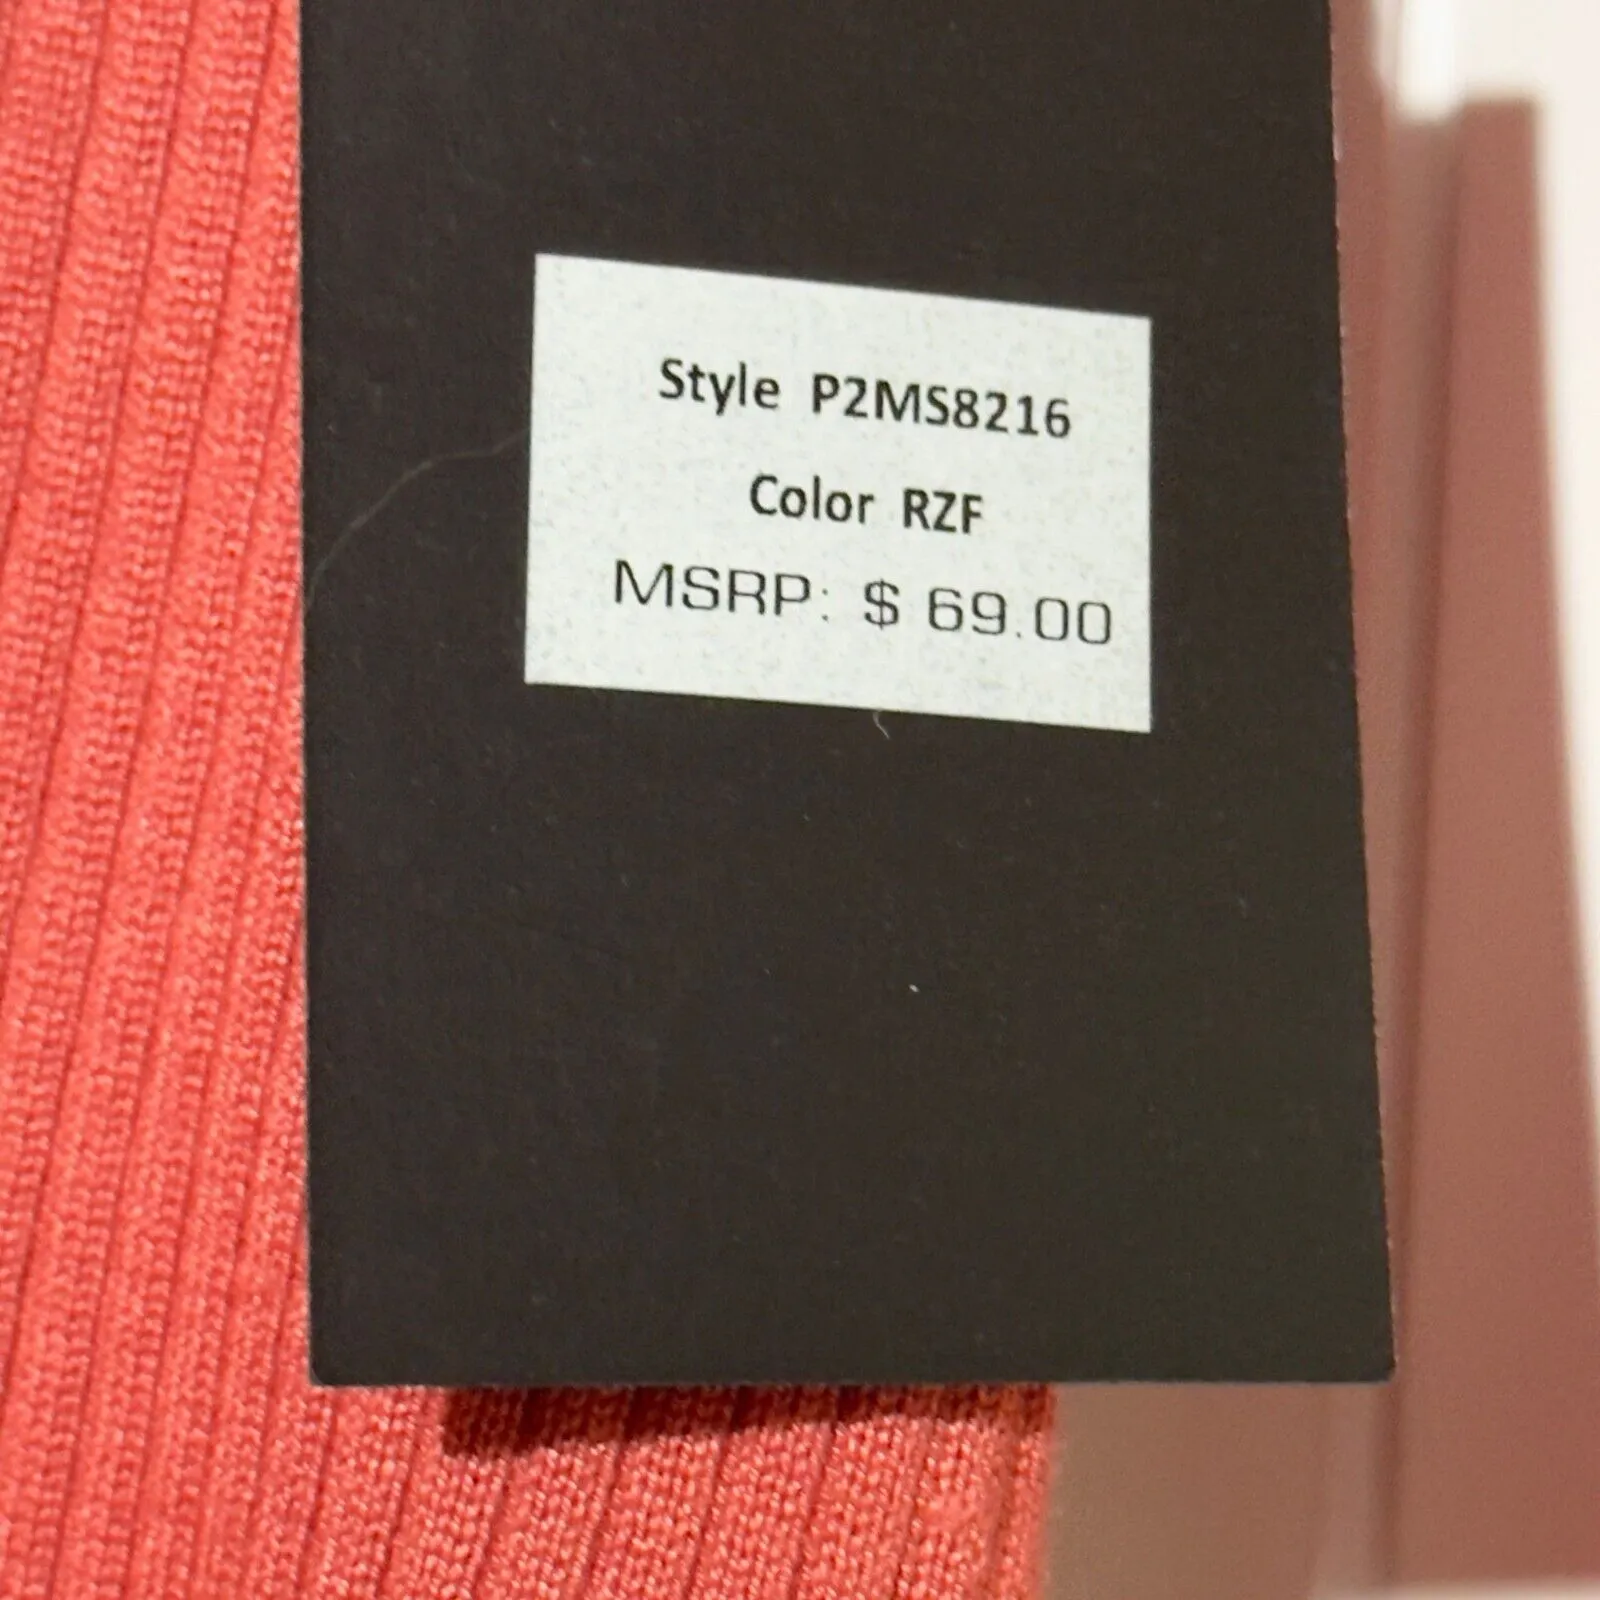 Style P2MS8216
Color RZF
MSRP: $ 69.00